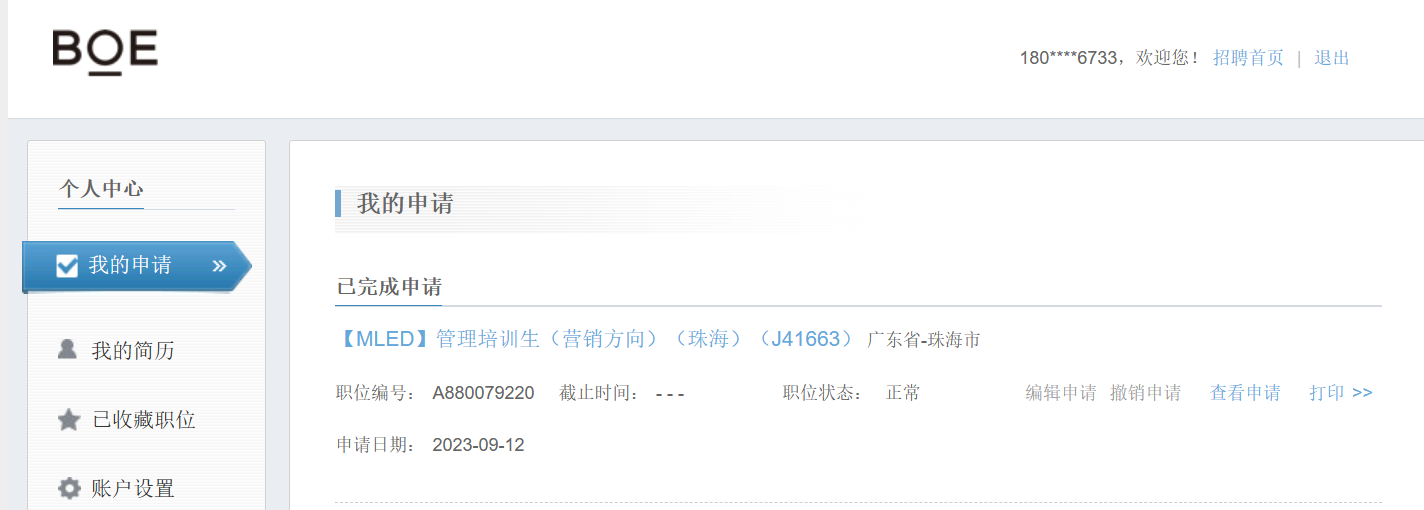 BOE
180****6733，欢迎您！ 招聘首页 | 退出
个人中心
我的申请 »
我的简历
已收藏职位
账户设置
我的申请
已完成申请
【MLED】管理培训生（营销方向）（珠海）（J41663） 广东省-珠海市
职位编号： A880079220 截止时间： - - - 职位状态： 正常 编辑申请 撤销申请 查看申请 打印 >>
申请日期： 2023-09-12